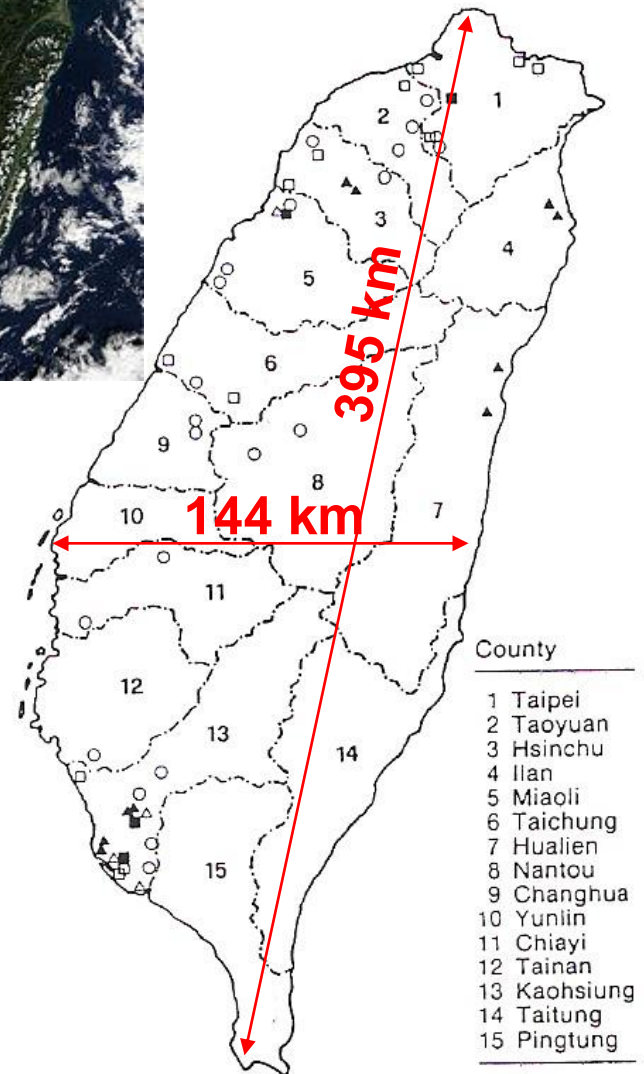 1
2
3
4
5
395 km
6
9
8
144 km
10
7
11
12
13
14
15
County
1 Taipei
2 Taoyuan
3 Hsinchu
4 Ilan
5 Miaoli
6 Taichung
7 Hualien
8 Nantou
9 Changhua
10 Yunlin
11 Chiayi
12 Tainan
13 Kaohsiung
14 Taitung
15 Pingtung